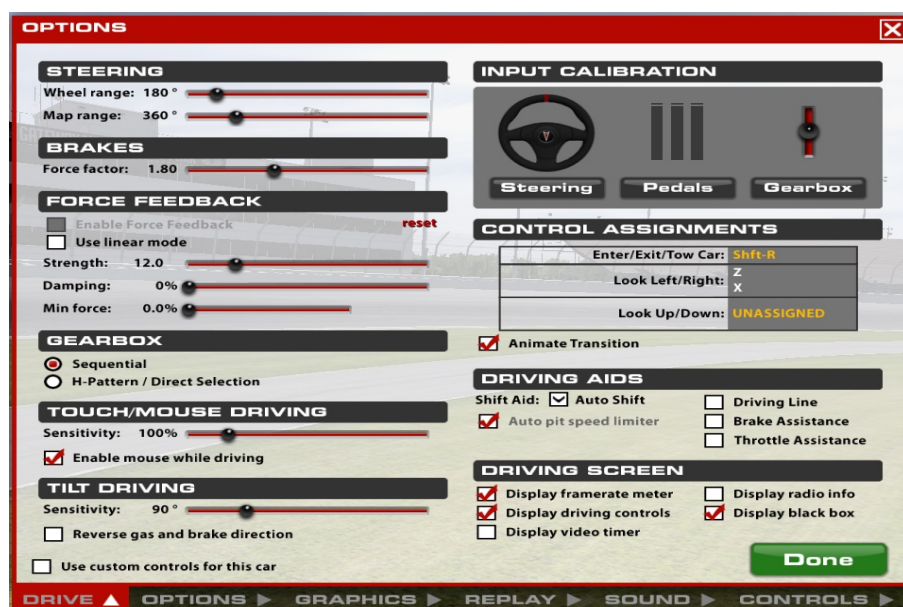 OPTIONS
STEERING
Wheel range: 180 °
Map range: 360 °
BRAKES
Force factor: 1.80
FORCE FEEDBACK
Enable Force Feedback
reset
Use linear mode
Strength: 12.0
Damping: 0%
Min force: 0.0%
GEARBOX
Sequential
H-Pattern / Direct Selection
TOUCH/MOUSE DRIVING
Sensitivity: 100%
Enable mouse while driving
TILT DRIVING
Sensitivity: 90 °
Reverse gas and brake direction
Use custom controls for this car
INPUT CALIBRATION
Steering Pedals Gearbox
CONTROL ASSIGNMENTS
Enter/Exit/Tow Car: Shft-R
Look Left/Right: Z
X
Look Up/Down: UNASSIGNED
Animate Transition
DRIVING AIDS
Shift Aid: Auto Shift
Auto pit speed limiter
Driving Line
Brake Assistance
Throttle Assistance
DRIVING SCREEN
Display framerate meter
Display driving controls
Display video timer
Display radio info
Display black box
Done
DRIVE OPTIONS GRAPHICS REPLAY SOUND CONTROLS